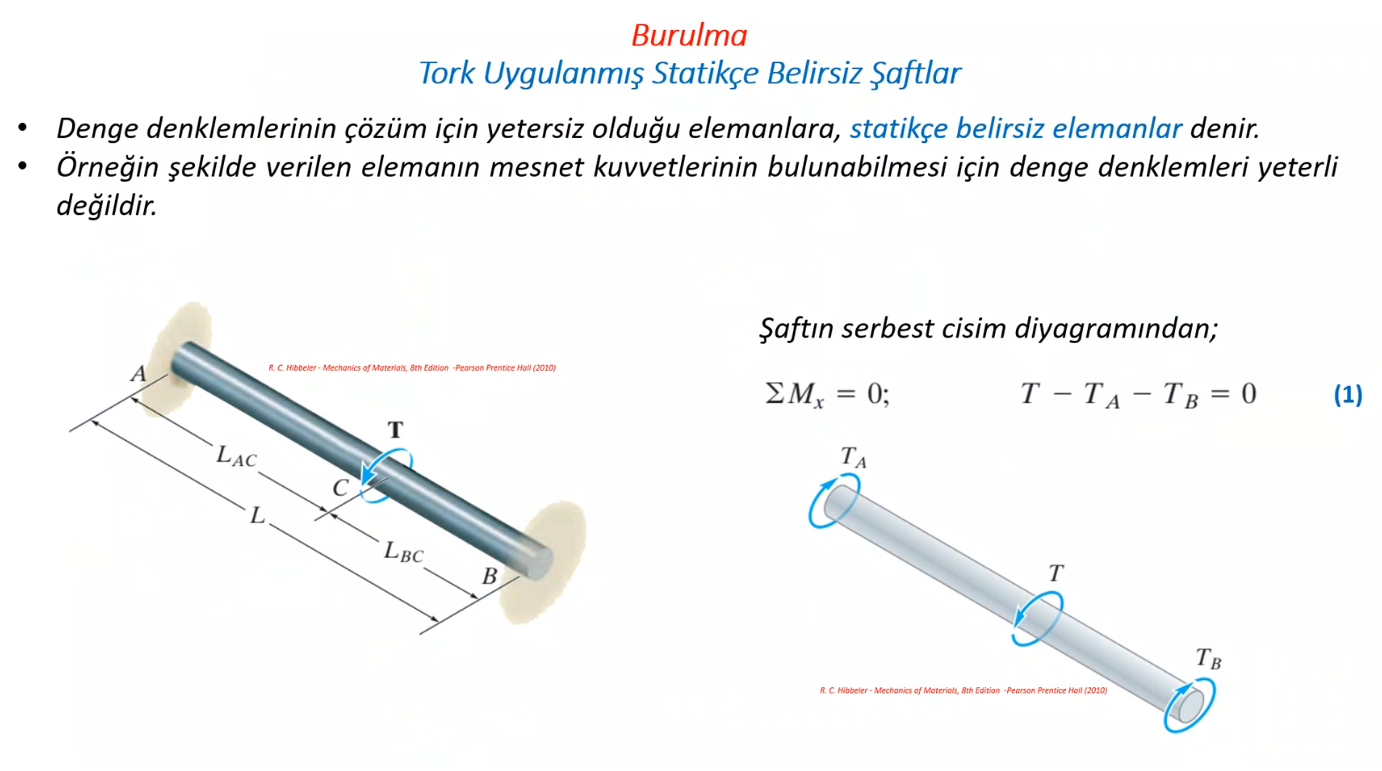 Burulma
Tork Uygulanmış Statikçe Belirsiz Şaftlar
• Denge denklemlerinin çözüm için yetersiz olduğu elemanlara, statikçe belirsiz elemanlar denir.
• Örneğin şekilde verilen elemanın mesnet kuvvetlerinin bulunabilmesi için denge denklemleri yeterli
değildir.
R. C. Hibbeler - Mechanics of Materials, 8th Edition -Pearson Prentice Hall (2010)
A
T
L_AC
C
L
L_BC
B
Şaftın serbest cisim diyagramından;
ΣM_x = 0; T − T_A − T_B = 0 (1)
T_A
T
T_B
R. C. Hibbeler - Mechanics of Materials, 8th Edition -Pearson Prentice Hall (2010)